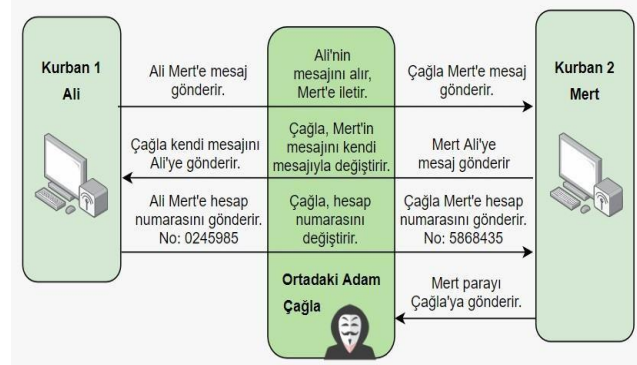 Kurban 1
Ali
Ali Mert'e mesaj
gönderir.
Ali'nin
mesajını alır,
Mert'e iletir.
Çağla Mert'e mesaj
gönderir.
Kurban 2
Mert
Çağla kendi mesajını
Ali'ye gönderir.
Çağla, Mert'in
mesajını kendi
mesajıyla değiştirir.
Mert Ali'ye
mesaj gönderir
Ali Mert'e hesap
numarasını gönderir.
No: 0245985
Çağla, hesap
numarasını
değiştirir.
Çağla Mert'e hesap
numarasını gönderir.
No: 5868435
Ortadaki Adam
Çağla
Mert parayı
Çağla'ya gönderir.